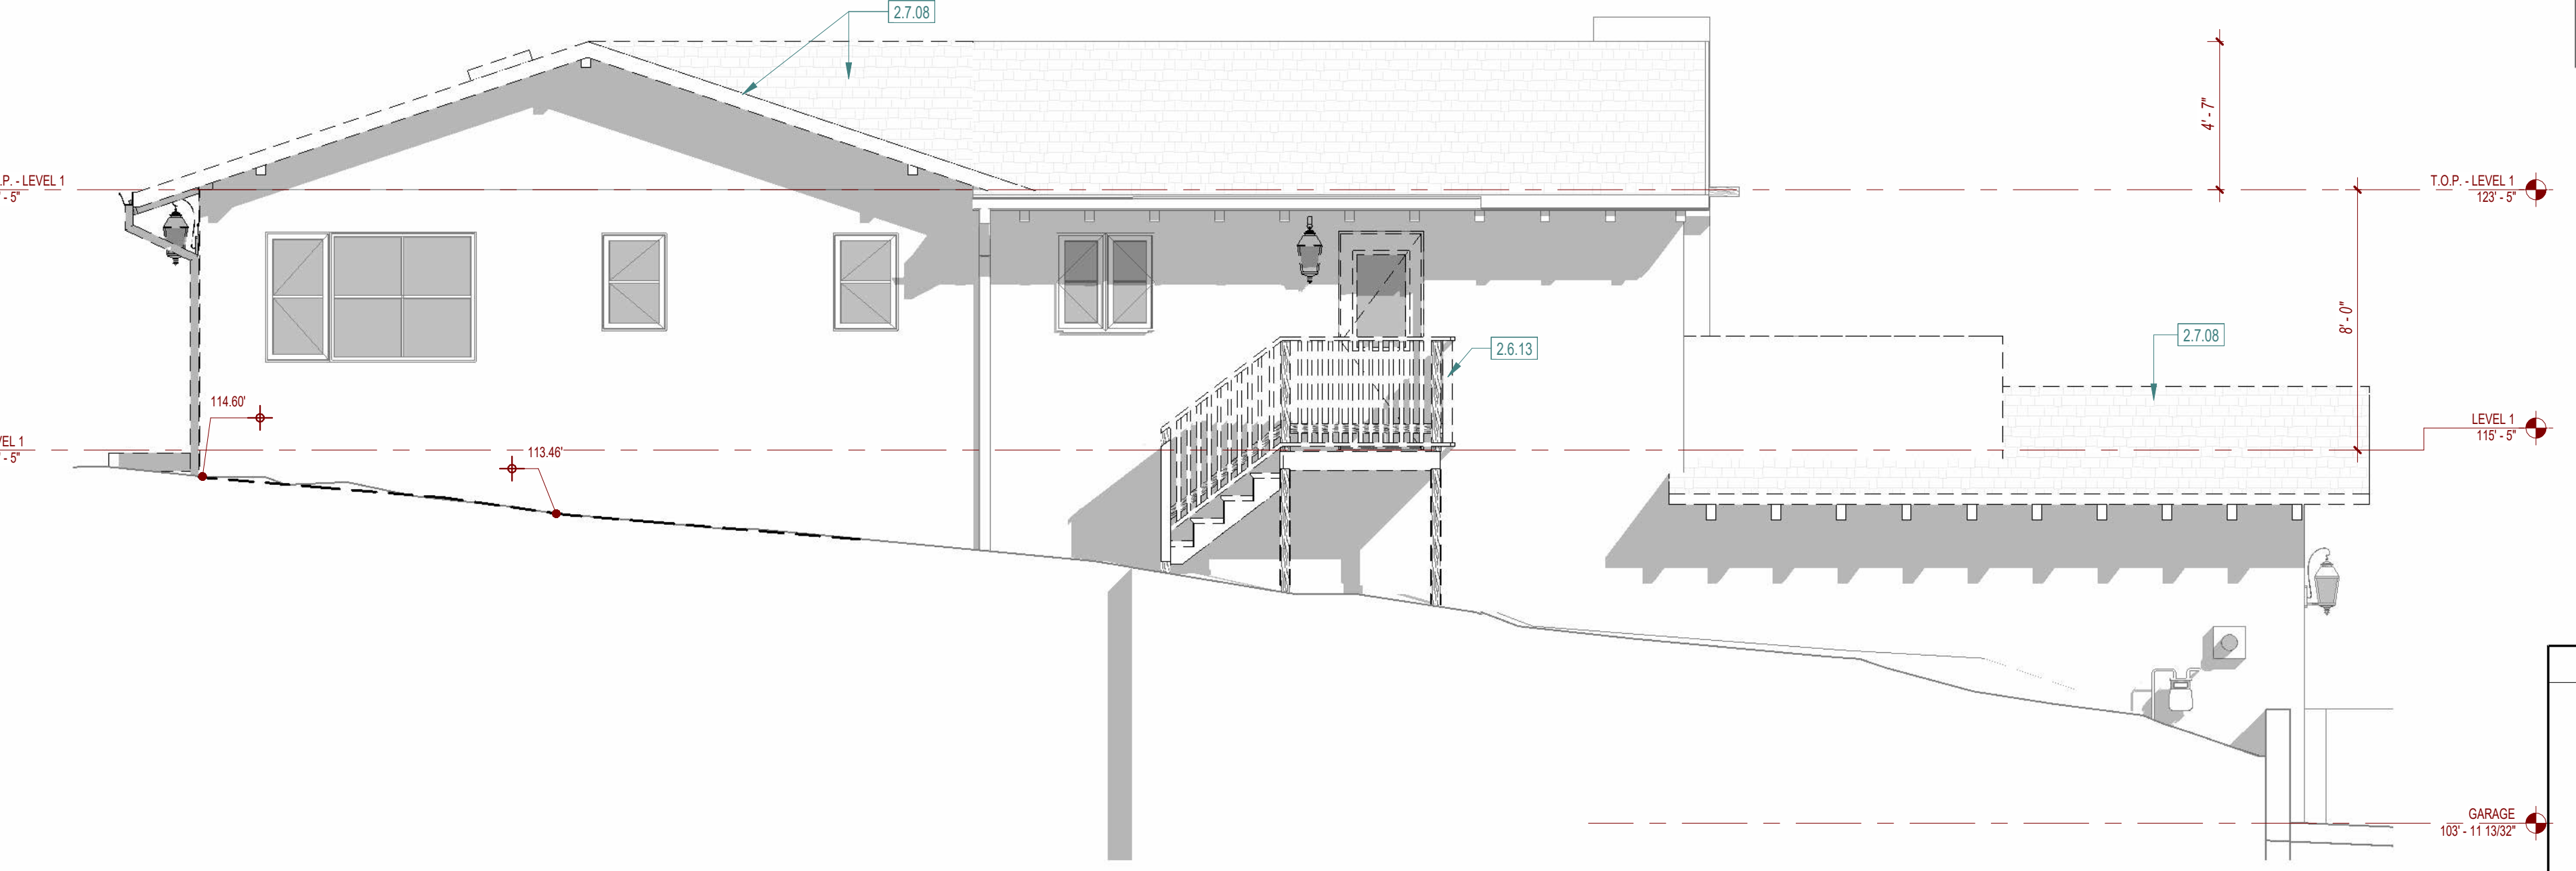 2.7.08
4' - 7"
.P. - LEVEL 1
' - 5"
T.O.P. - LEVEL 1
123' - 5"
8' - 0"
2.7.08
2.6.13
114.60'
VEL 1
' - 5"
113.46'
LEVEL 1
115' - 5"
GARAGE
103' - 11 13/32"